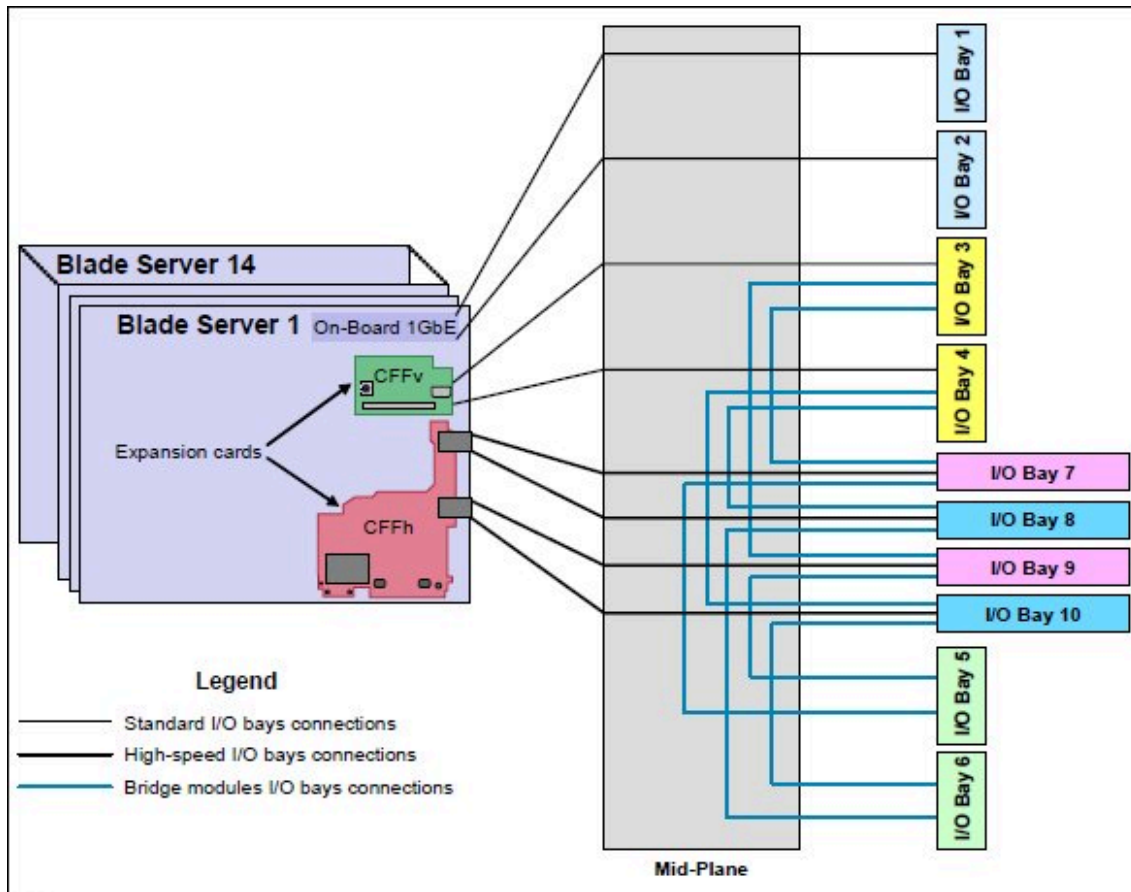 Blade Server 14
Blade Server 1
On-Board 1GbE
CFFv
Expansion cards
CFFh
Legend
Standard I/O bays connections
High-speed I/O bays connections
Bridge modules I/O bays connections
Mid-Plane
I/O Bay 1
I/O Bay 2
I/O Bay 3
I/O Bay 4
I/O Bay 7
I/O Bay 8
I/O Bay 9
I/O Bay 10
I/O Bay 5
I/O Bay 6